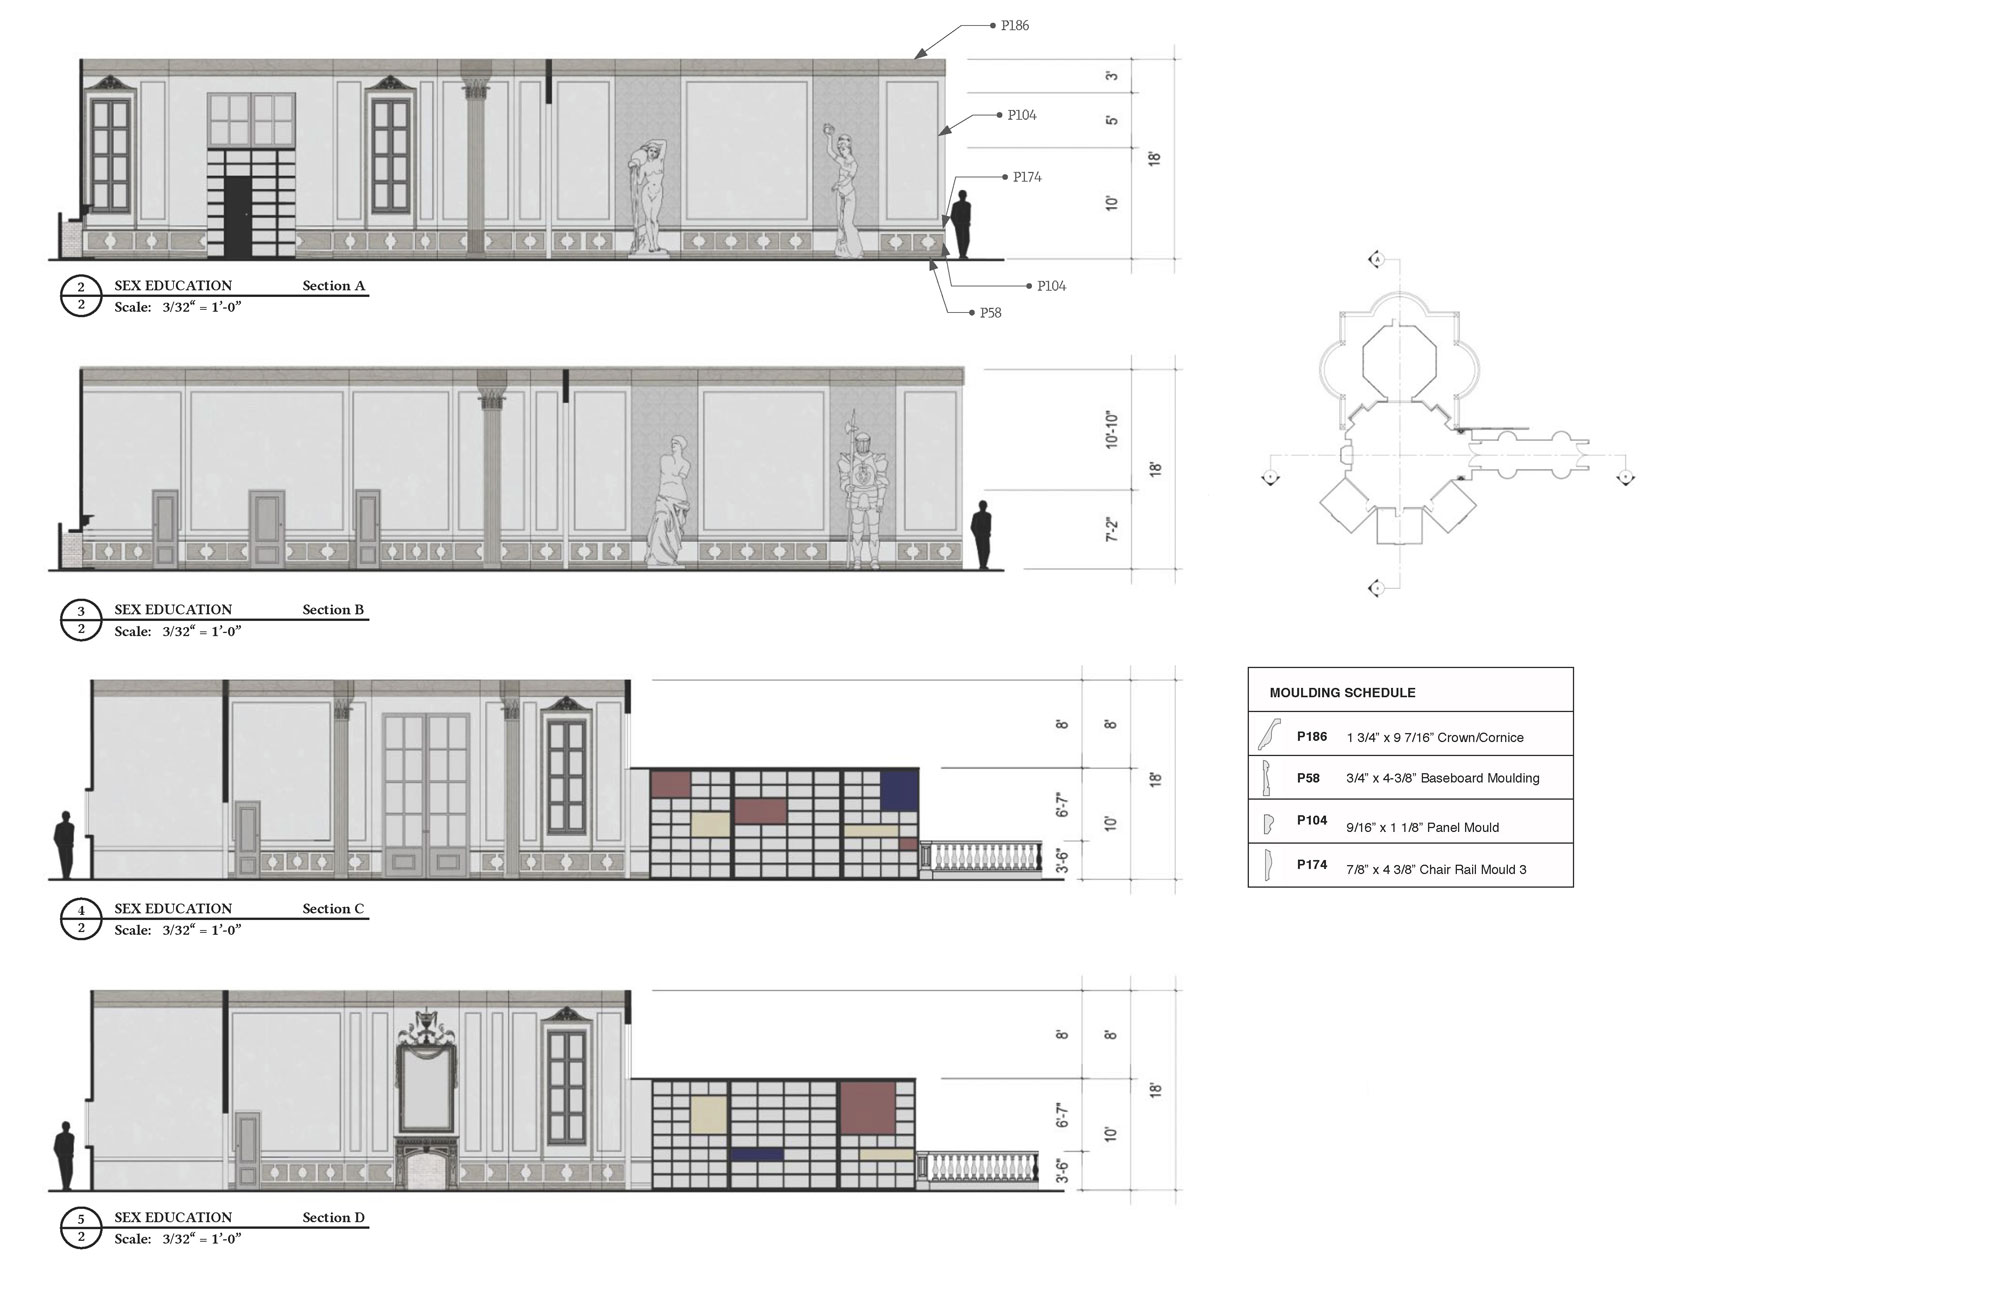 P186
P104
P174
P104
P58
3'
5'
10'
18'
2
2
SEX EDUCATION Section A
Scale: 3/32“ = 1’-0”
A
10'-10"
7'-2"
18'
3
2
SEX EDUCATION Section B
Scale: 3/32“ = 1’-0”
8'
6'-7"
3'-6"
8'
10'
18'
4
2
SEX EDUCATION Section C
Scale: 3/32“ = 1’-0”
MOULDING SCHEDULE
P186 1 3/4” x 9 7/16” Crown/Cornice
P58 3/4” x 4-3/8” Baseboard Moulding
P104 9/16” x 1 1/8” Panel Mould
P174 7/8” x 4 3/8” Chair Rail Mould 3
8'
6'-7"
3'-6"
8'
10'
18'
5
2
SEX EDUCATION Section D
Scale: 3/32“ = 1’-0”